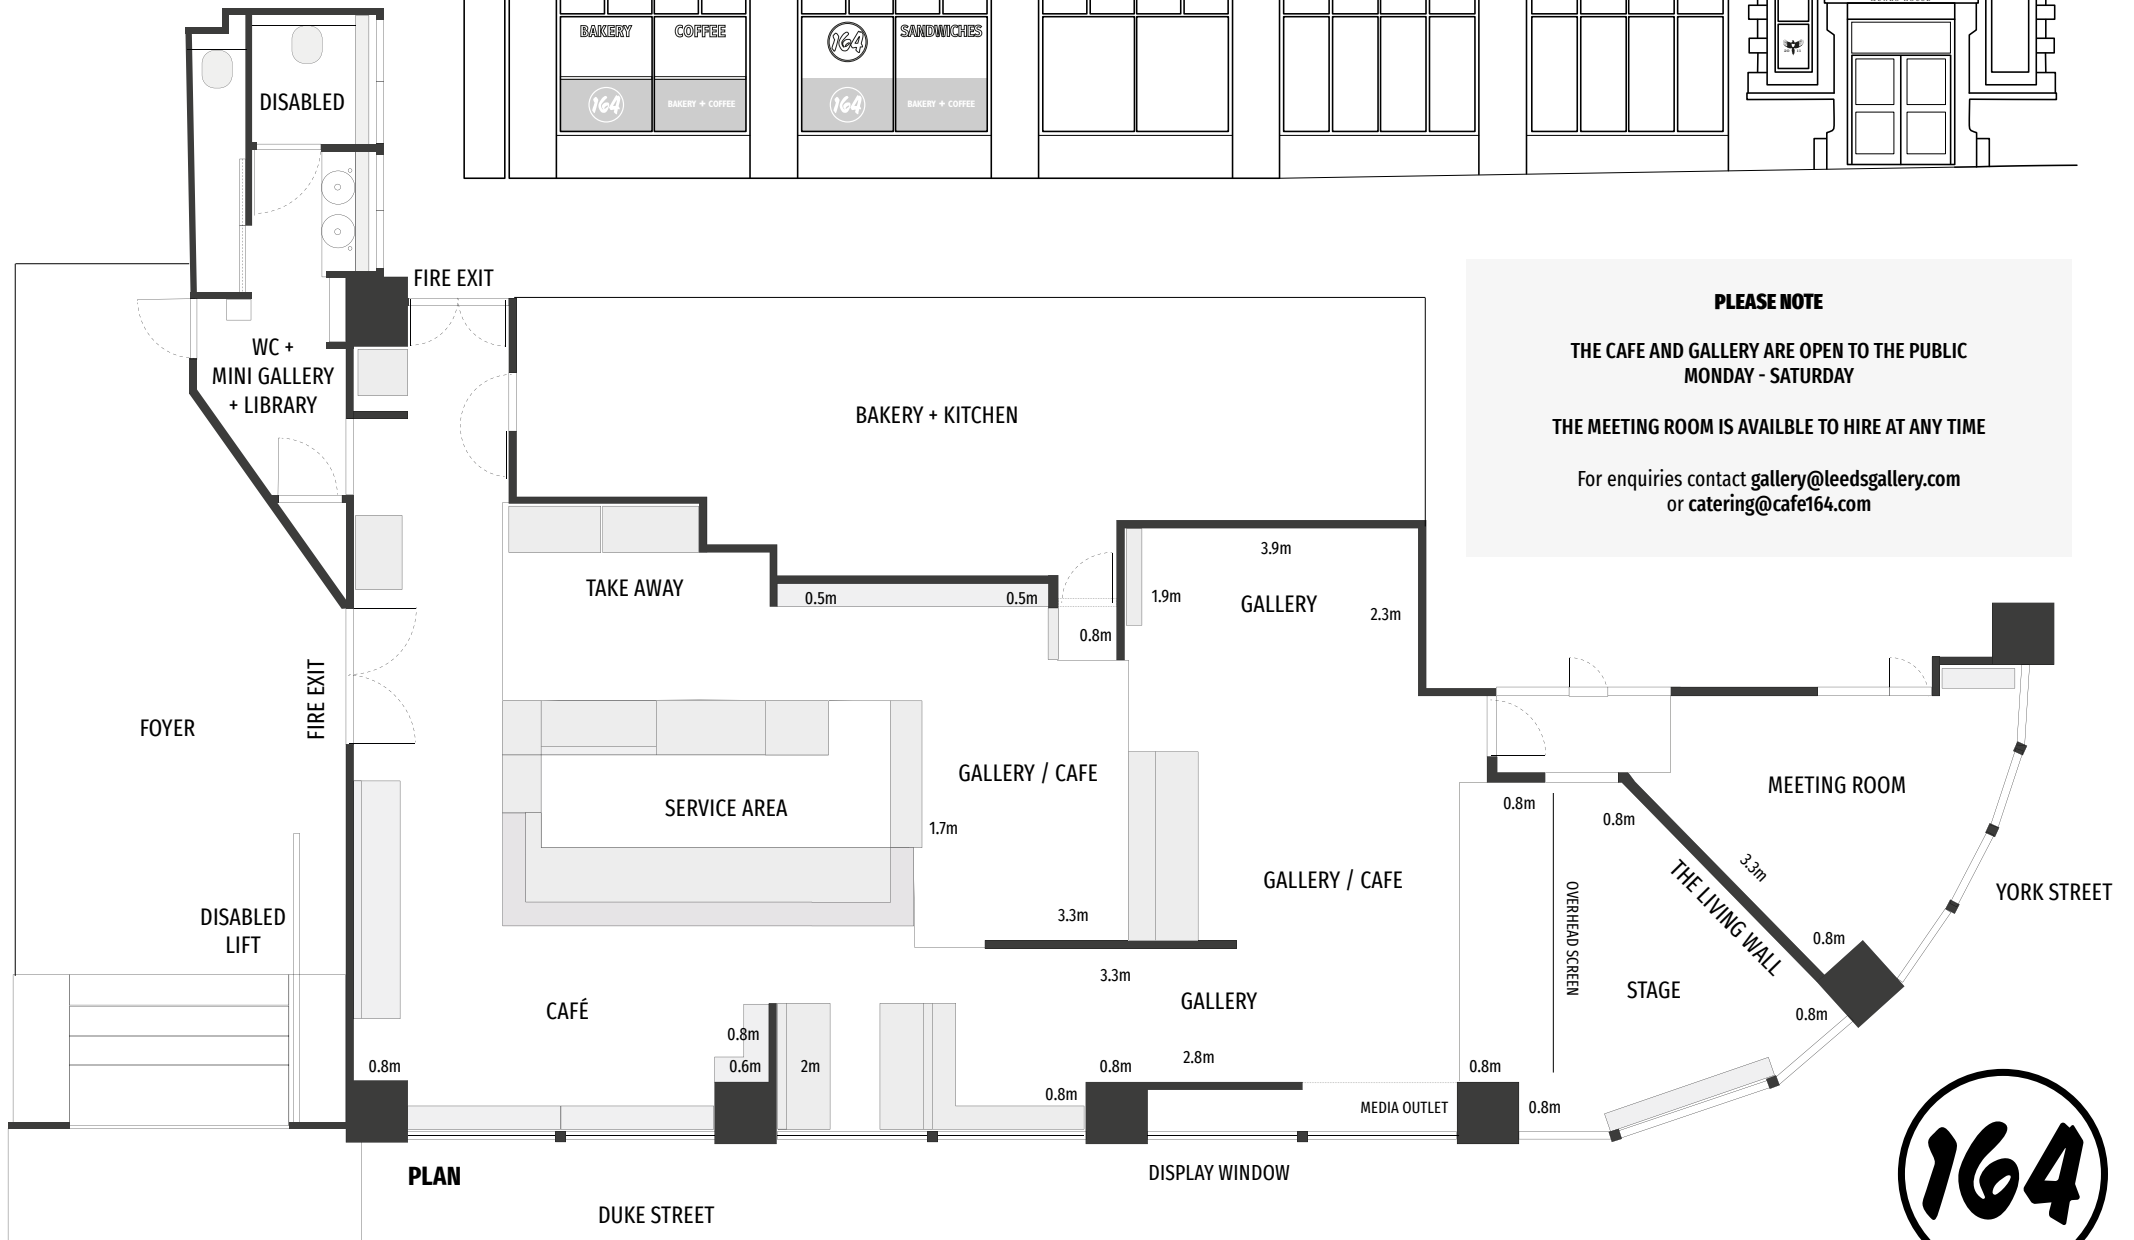 BAKERY
COFFEE
164
SANDWICHES
164
BAKERY + COFFEE
164
BAKERY + COFFEE
DISABLED
FIRE EXIT
WC +
MINI GALLERY
+ LIBRARY
BAKERY + KITCHEN
PLEASE NOTE
THE CAFE AND GALLERY ARE OPEN TO THE PUBLIC
MONDAY - SATURDAY
THE MEETING ROOM IS AVAILBLE TO HIRE AT ANY TIME
For enquiries contact gallery@leedsgallery.com
or catering@cafe164.com
3.9m
TAKE AWAY
0.5m
0.5m
1.9m
GALLERY
2.3m
0.8m
FOYER
FIRE EXIT
GALLERY / CAFE
MEETING ROOM
SERVICE AREA
1.7m
0.8m
0.8m
3.3m
THE LIVING WALL
GALLERY / CAFE
OVERHEAD SCREEN
YORK STREET
DISABLED
LIFT
3.3m
0.8m
3.3m
STAGE
CAFÉ
GALLERY
0.8m
0.8m
0.8m
0.6m
2m
0.8m
2.8m
0.8m
0.8m
MEDIA OUTLET
0.8m
PLAN
DISPLAY WINDOW
DUKE STREET
164